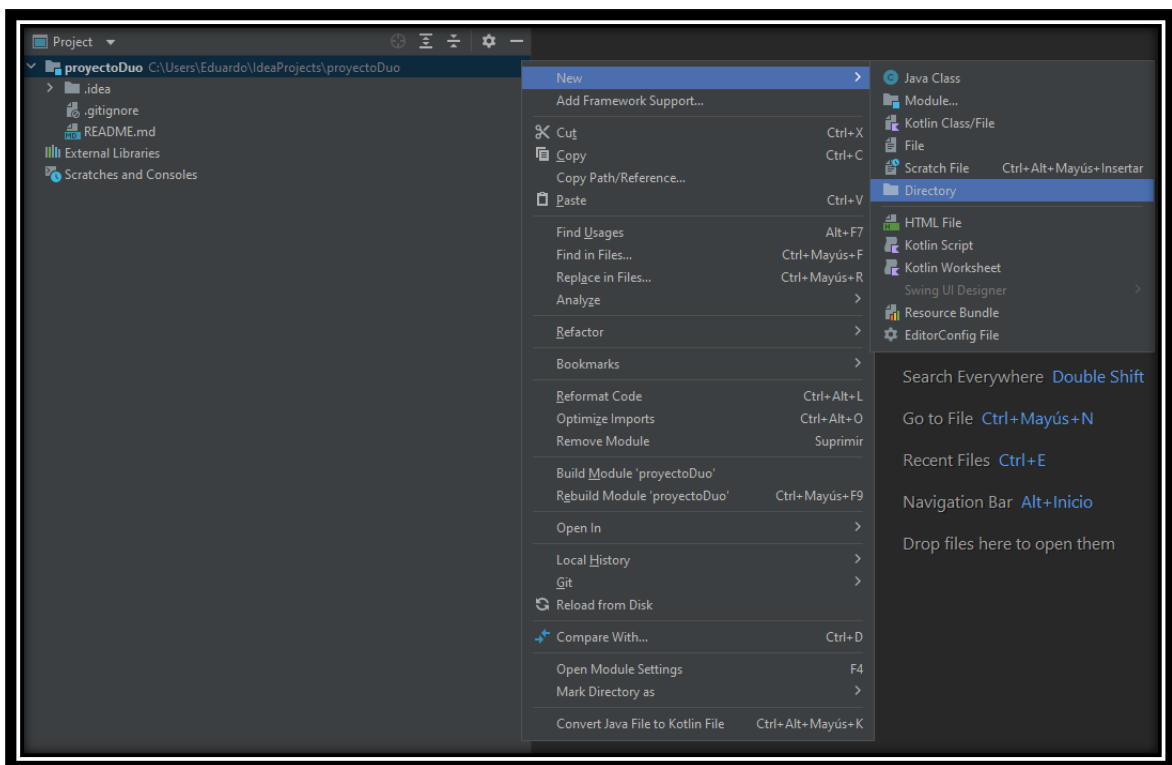 Project
proyectoDuo C:\Users\Eduardo\IdeaProjects\proyectoDuo
.idea
.gitignore
README.md
External Libraries
Scratches and Consoles
New
Add Framework Support...
Cut Ctrl+X
Copy Ctrl+C
Copy Path/Reference...
Paste Ctrl+V
Find Usages Alt+F7
Find in Files... Ctrl+Mayús+F
Replace in Files... Ctrl+Mayús+R
Analyze
Refactor
Bookmarks
Reformat Code Ctrl+Alt+L
Optimize Imports Ctrl+Alt+O
Remove Module Suprimir
Build Module 'proyectoDuo'
Rebuild Module 'proyectoDuo' Ctrl+Mayús+F9
Open In
Local History
Git
Reload from Disk
Compare With... Ctrl+D
Open Module Settings F4
Mark Directory as
Convert Java File to Kotlin File Ctrl+Alt+Mayús+K
Java Class
Module...
Kotlin Class/File
File
Scratch File Ctrl+Alt+Mayús+Insertar
Directory
HTML File
Kotlin Script
Kotlin Worksheet
Swing UI Designer
Resource Bundle
EditorConfig File
Search Everywhere Double Shift
Go to File Ctrl+Mayús+N
Recent Files Ctrl+E
Navigation Bar Alt+Inicio
Drop files here to open them